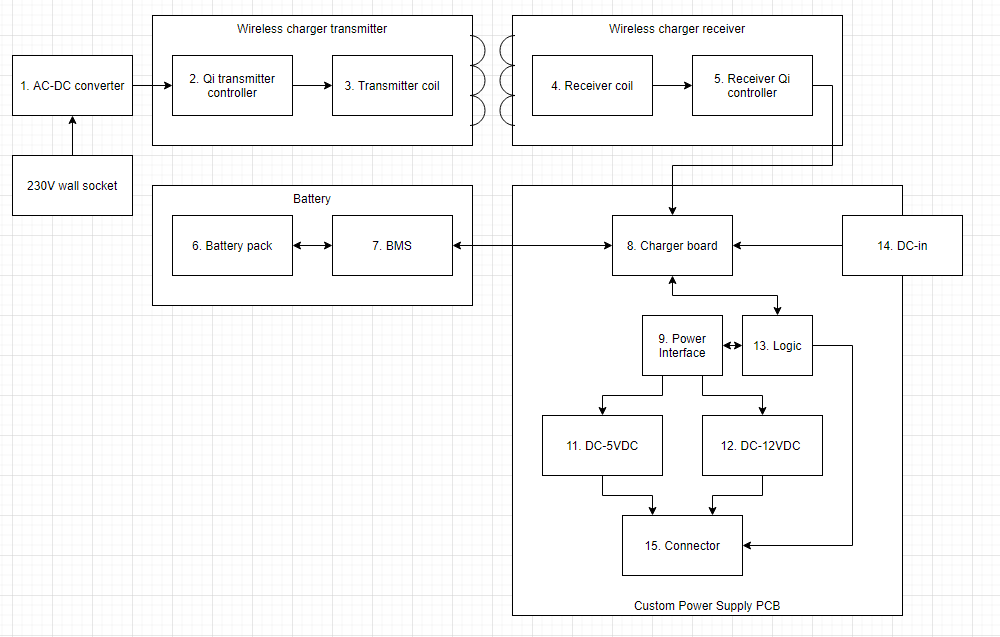 Wireless charger transmitter
Wireless charger receiver
1. AC-DC converter
2. Qi transmitter
controller
3. Transmitter coil
4. Receiver coil
5. Receiver Qi
controller
230V wall socket
Battery
6. Battery pack
7. BMS
8. Charger board
14. DC-in
9. Power
Interface
13. Logic
11. DC-5VDC
12. DC-12VDC
15. Connector
Custom Power Supply PCB